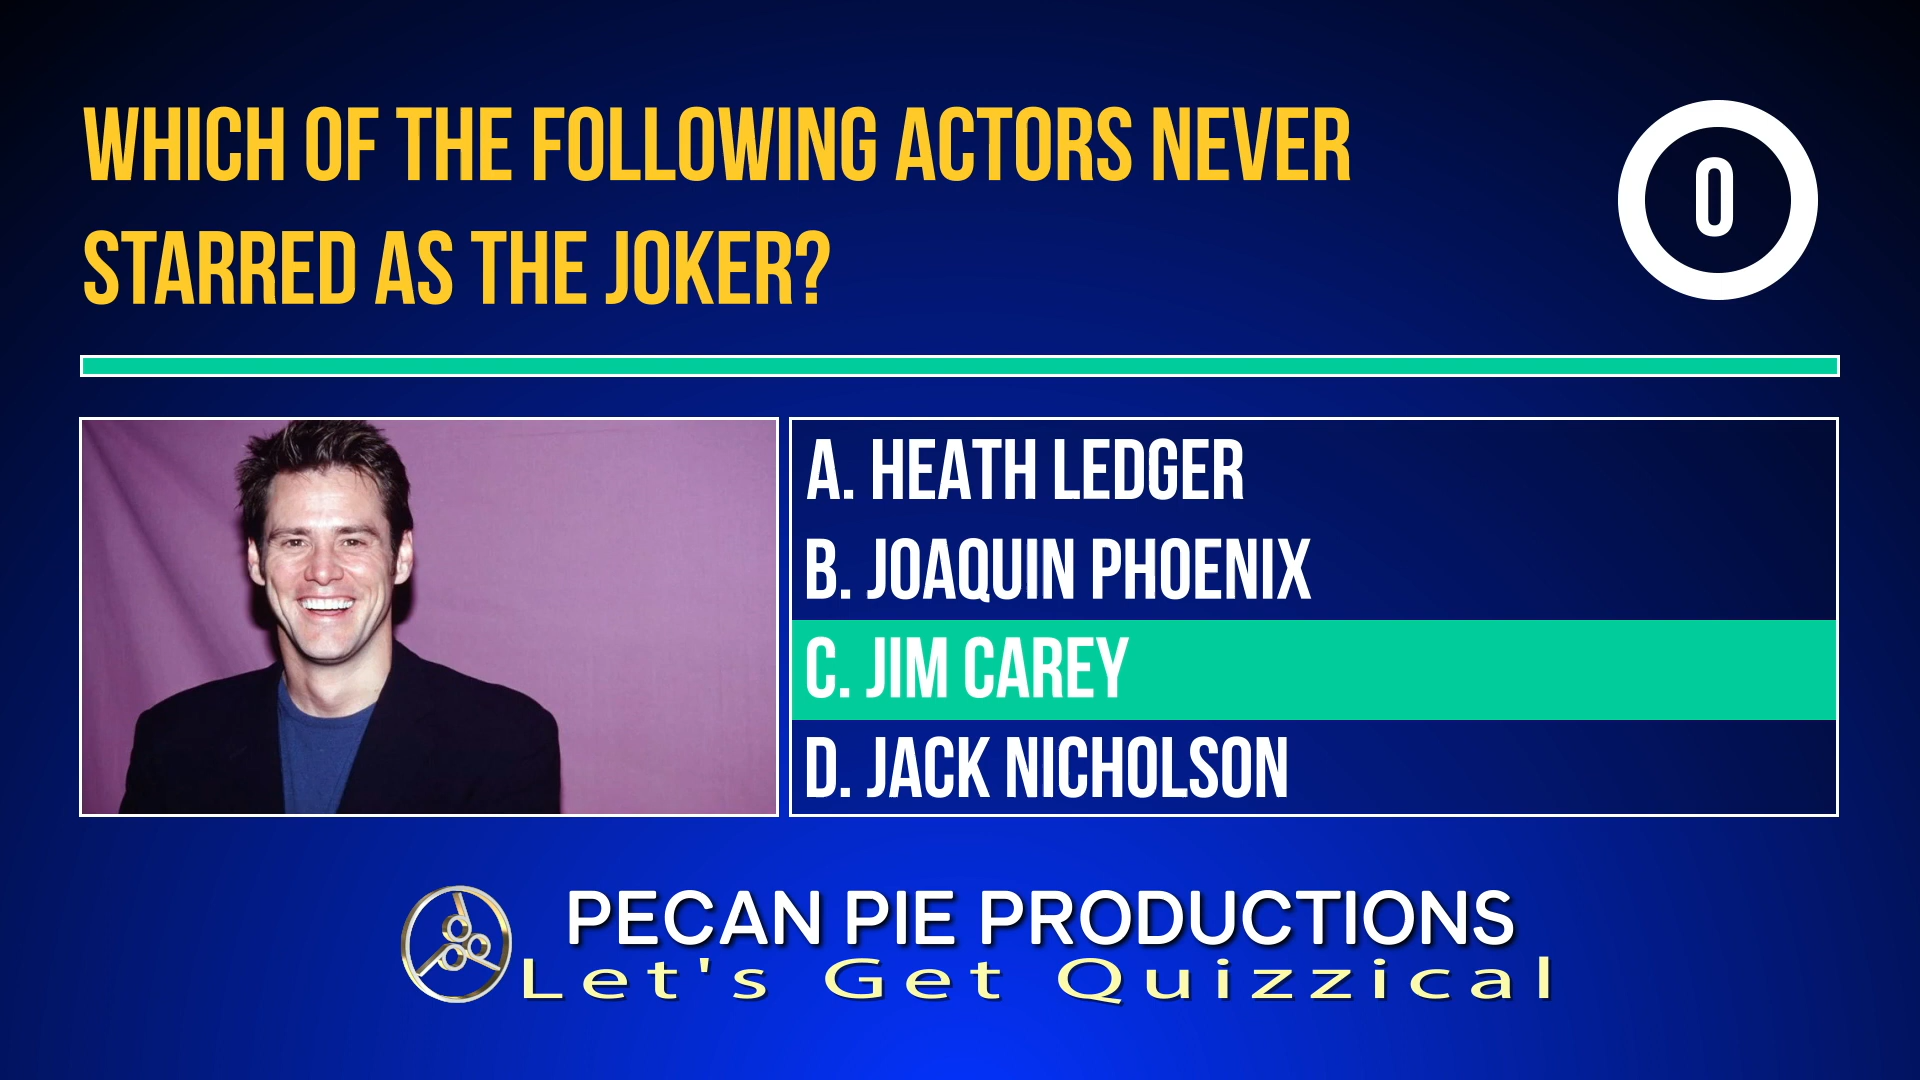 WHICH OF THE FOLLOWING ACTORS NEVER
STARRED AS THE JOKER?
0
A. HEATH LEDGER
B. JOAQUIN PHOENIX
C. JIM CAREY
D. JACK NICHOLSON
PECAN PIE PRODUCTIONS
Let's Get Quizzical